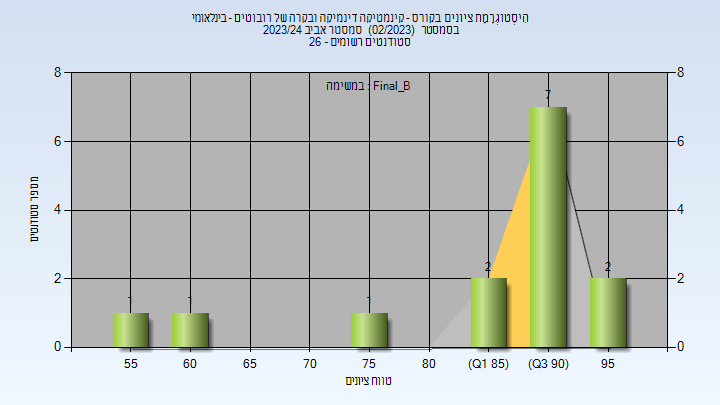 היסטוגרמת ציונים בקורס - קינמטיקה דינמיקה ובקרה של רובוטים - בינלאומי
בסמסטר (02/2023) סמסטר אביב 2023/24
סטודנטים רשומים - 26
במשימה : Final_B
8 8
7
6 6
מספר סטודנטים
4 4
2 2
2 2
1 1 1
0 0
55 60 65 70 75 80 (Q1 85) (Q3 90) 95
טווח ציונים